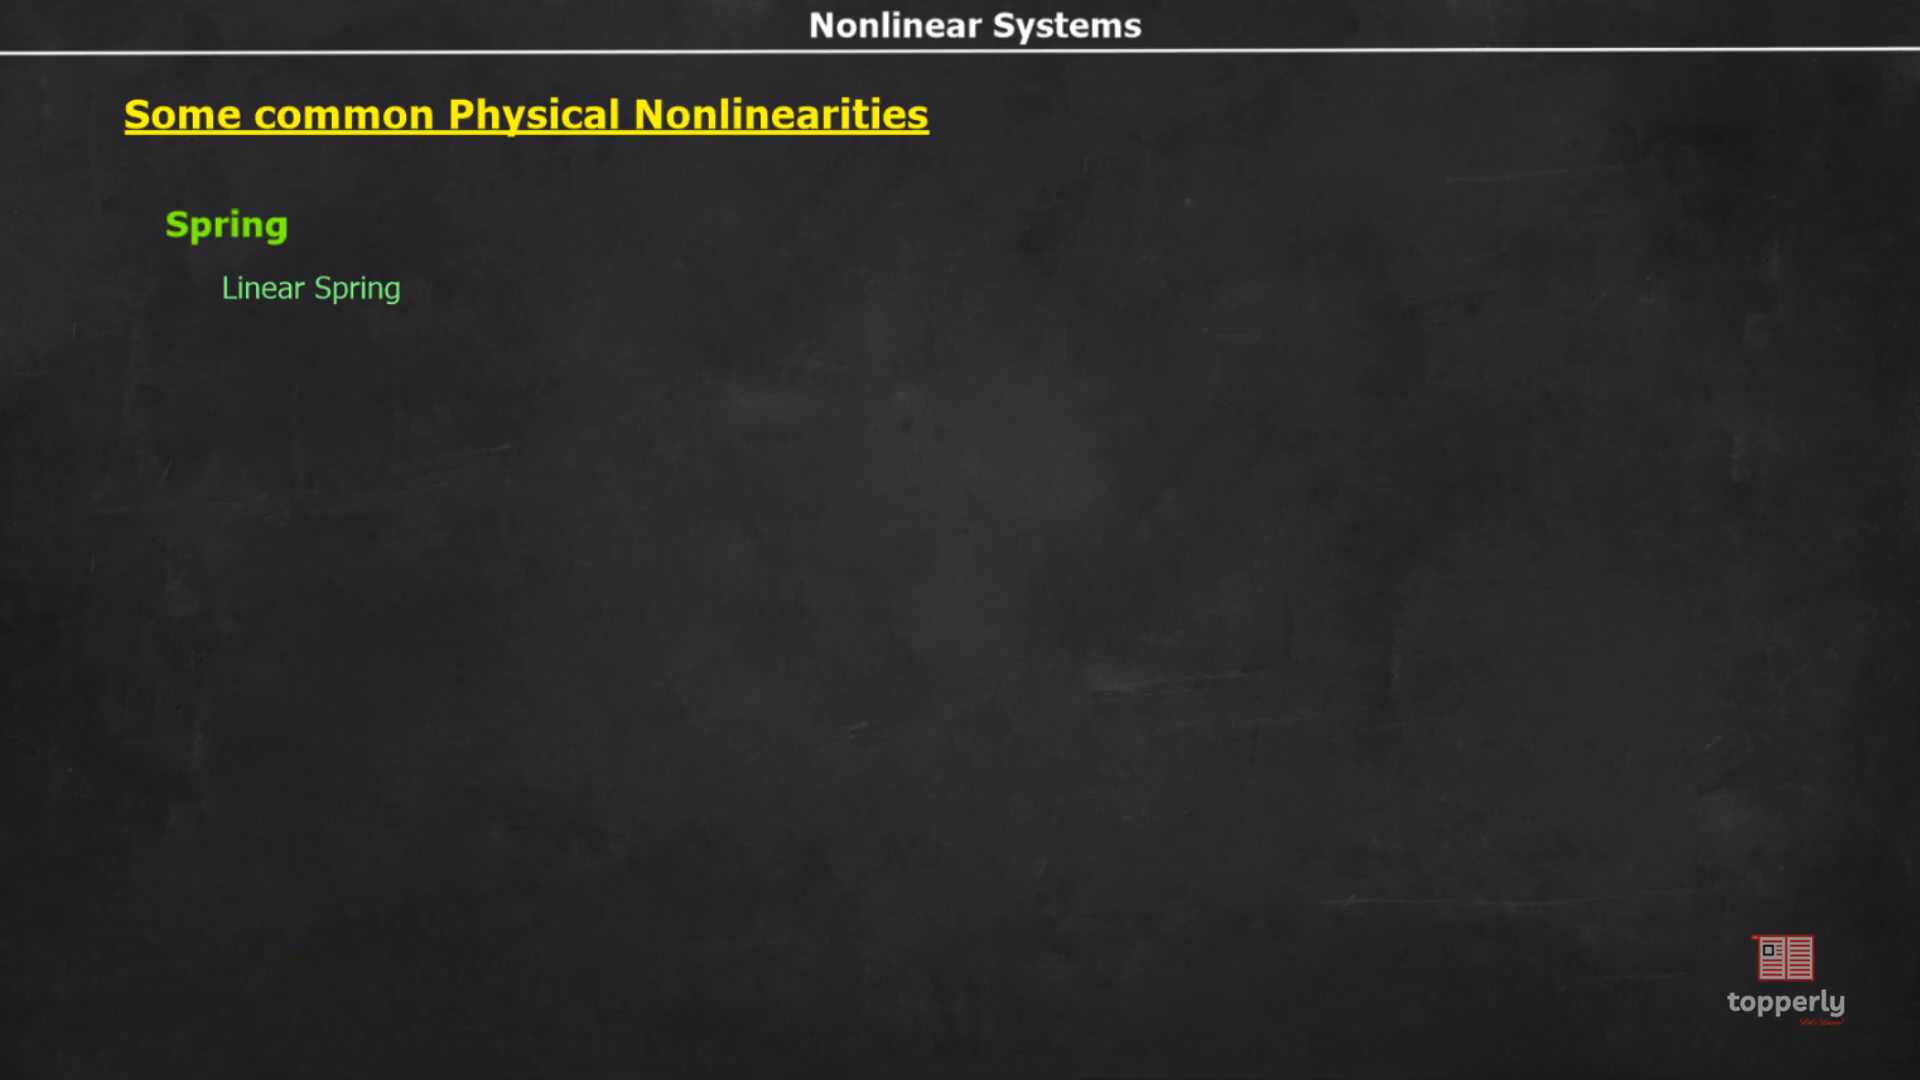 Nonlinear Systems
Some common Physical Nonlinearities
Spring
Linear Spring
topperly